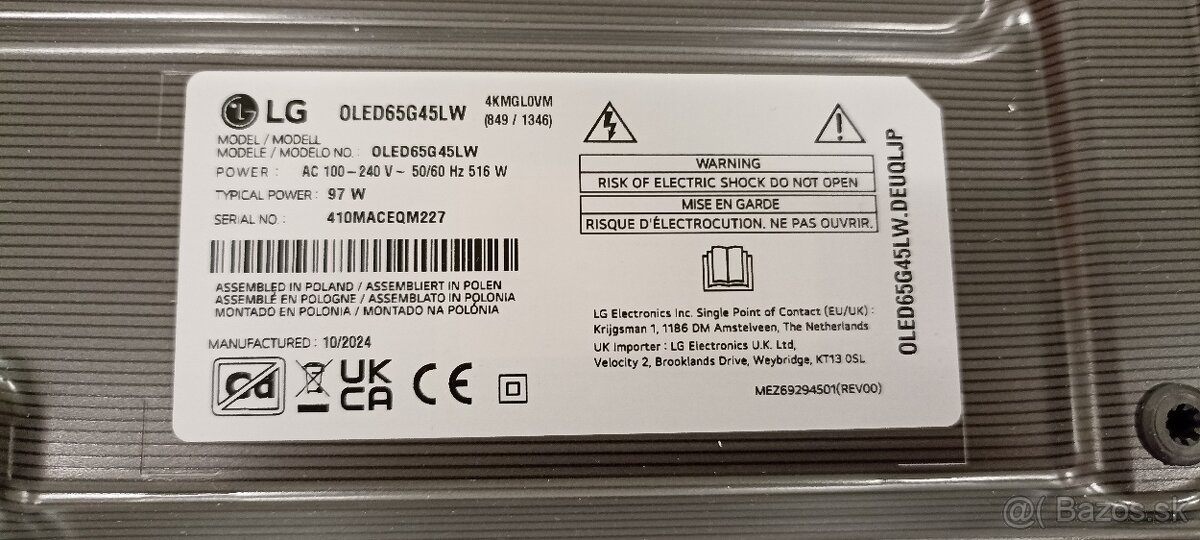 LG OLED65G45LW 4KMGL0VM
(849 / 1346)
MODEL / MODELL
MODELE / MODELO NO. : OLED65G45LW
POWER : AC 100-240 V~ 50/60 Hz 516 W
TYPICAL POWER : 97 W
SERIAL NO : 410MACEQM227
ASSEMBLED IN POLAND / ASSEMBLIERT IN POLEN
ASSEMBLÉ EN POLOGNE / ASSEMBLATO IN POLONIA
MONTADO EN POLONIA / MONTADO NA POLÓNIA
MANUFACTURED : 10/2024
Cd
UK
CA
CE
WARNING
RISK OF ELECTRIC SHOCK DO NOT OPEN
MISE EN GARDE
RISQUE D'ÉLECTROCUTION. NE PAS OUVRIR.
LG Electronics Inc. Single Point of Contact (EU/UK) :
Krijgsman 1, 1186 DM Amstelveen, The Netherlands
UK Importer : LG Electronics U.K. Ltd,
Velocity 2, Brooklands Drive, Weybridge, KT13 0SL
MEZ69294501(REV00)
OLED65G45LW.DEUQLJP
@( Bazos.sk